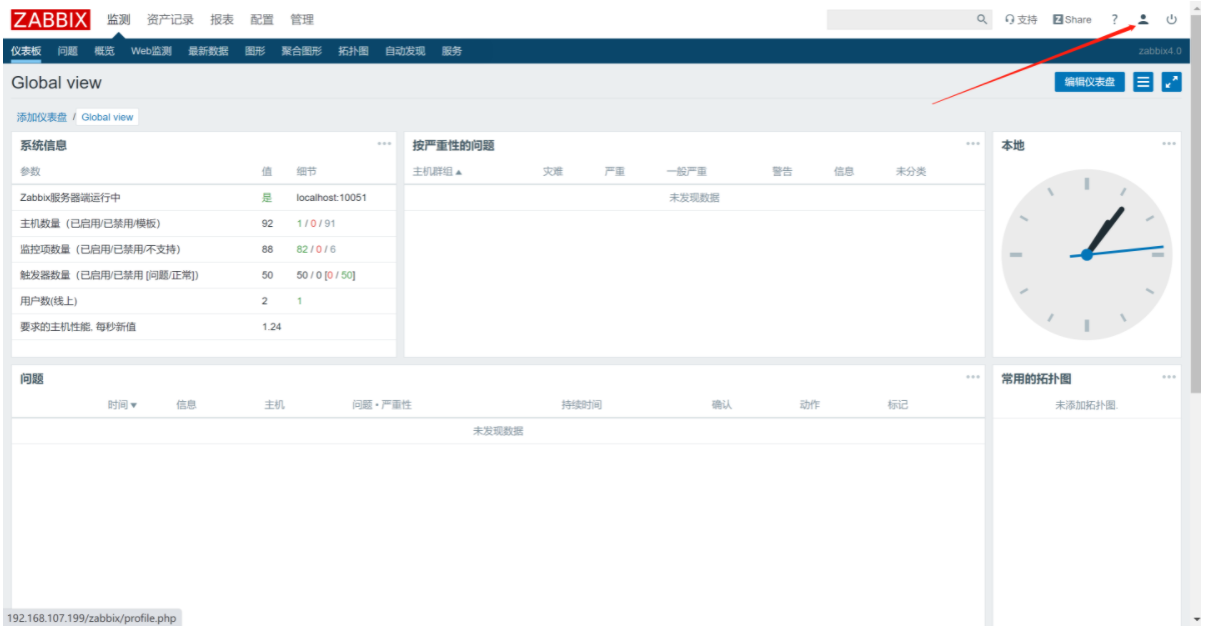 ZABBIX 监测 资产记录 报表 配置 管理 支持 Z Share ?
仪表板 问题 概览 Web监测 最新数据 图形 聚合图形 拓扑图 自动发现 服务 zabbix4.0
Global view 编辑仪表盘
添加仪表盘 / Global view
系统信息 ••• 按严重性的问题 ••• 本地 •••
参数 值 细节 主机群组▲ 灾难 严重 一般严重 警告 信息 未分类
Zabbix服务器端运行中 是 localhost:10051 未发现数据
主机数量（已启用/已禁用/模板） 92 1 / 0 / 91
监控项数量（已启用/已禁用/不支持） 88 82 / 0 / 6
触发器数量（已启用/已禁用 [问题/正常]） 50 50 / 0 [0 / 50]
用户数(线上) 2 1
要求的主机性能, 每秒新值 1.24
问题 ••• 常用的拓扑图 •••
时间▼ 信息 主机 问题・严重性 持续时间 确认 动作 标记 未添加拓扑图.
未发现数据
192.168.107.199/zabbix/profile.php